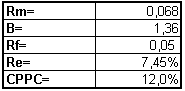 Rm= 0,068
B= 1,36
Rf= 0,05
Re= 7,45%
CPPC= 12,0%